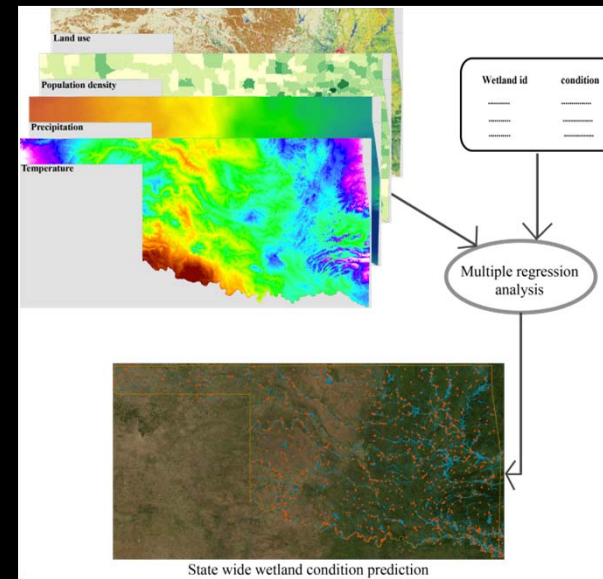 Land use
Population density
Precipitation
Temperature
Wetland id condition
........... ...............
........... ..............
........... ..............
Multiple regression
analysis
State wide wetland condition prediction